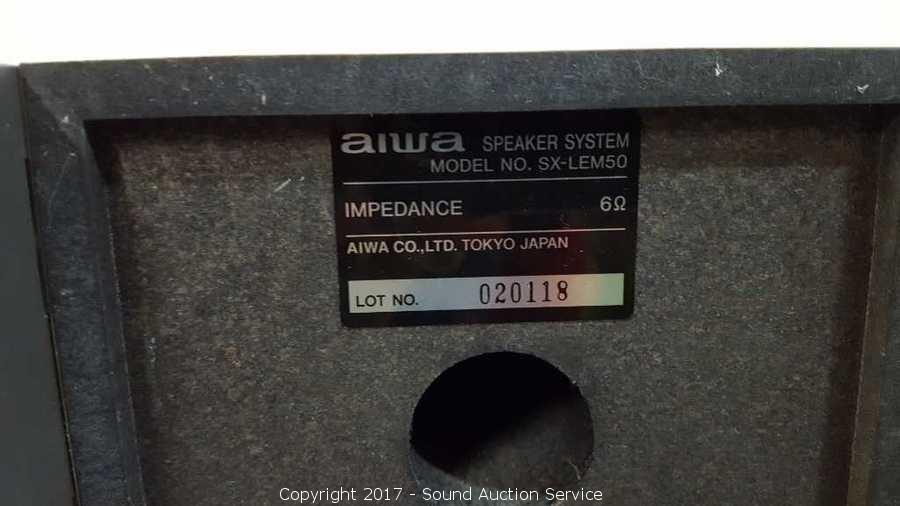 aiwa SPEAKER SYSTEM
MODEL NO. SX-LEM50
IMPEDANCE 6Ω
AIWA CO.,LTD. TOKYO JAPAN
LOT NO. 020118
Copyright 2017 - Sound Auction Service